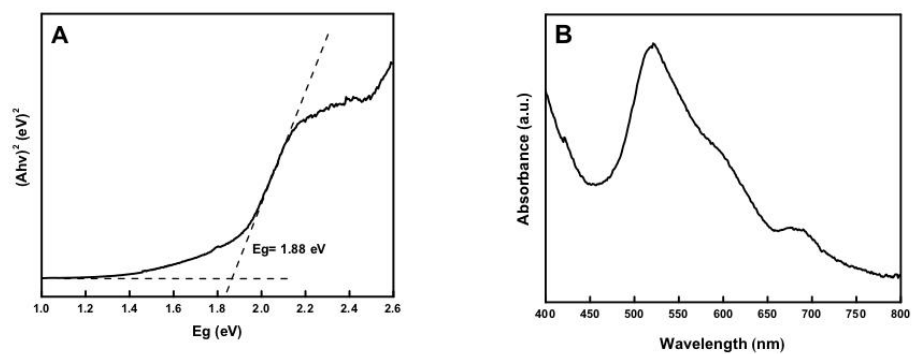 A
(Ahv)² (eV)²
Eg= 1.88 eV
1.0 1.2 1.4 1.6 1.8 2.0 2.2 2.4 2.6
Eg (eV)
B
Absorbance (a.u.)
400 450 500 550 600 650 700 750 800
Wavelength (nm)